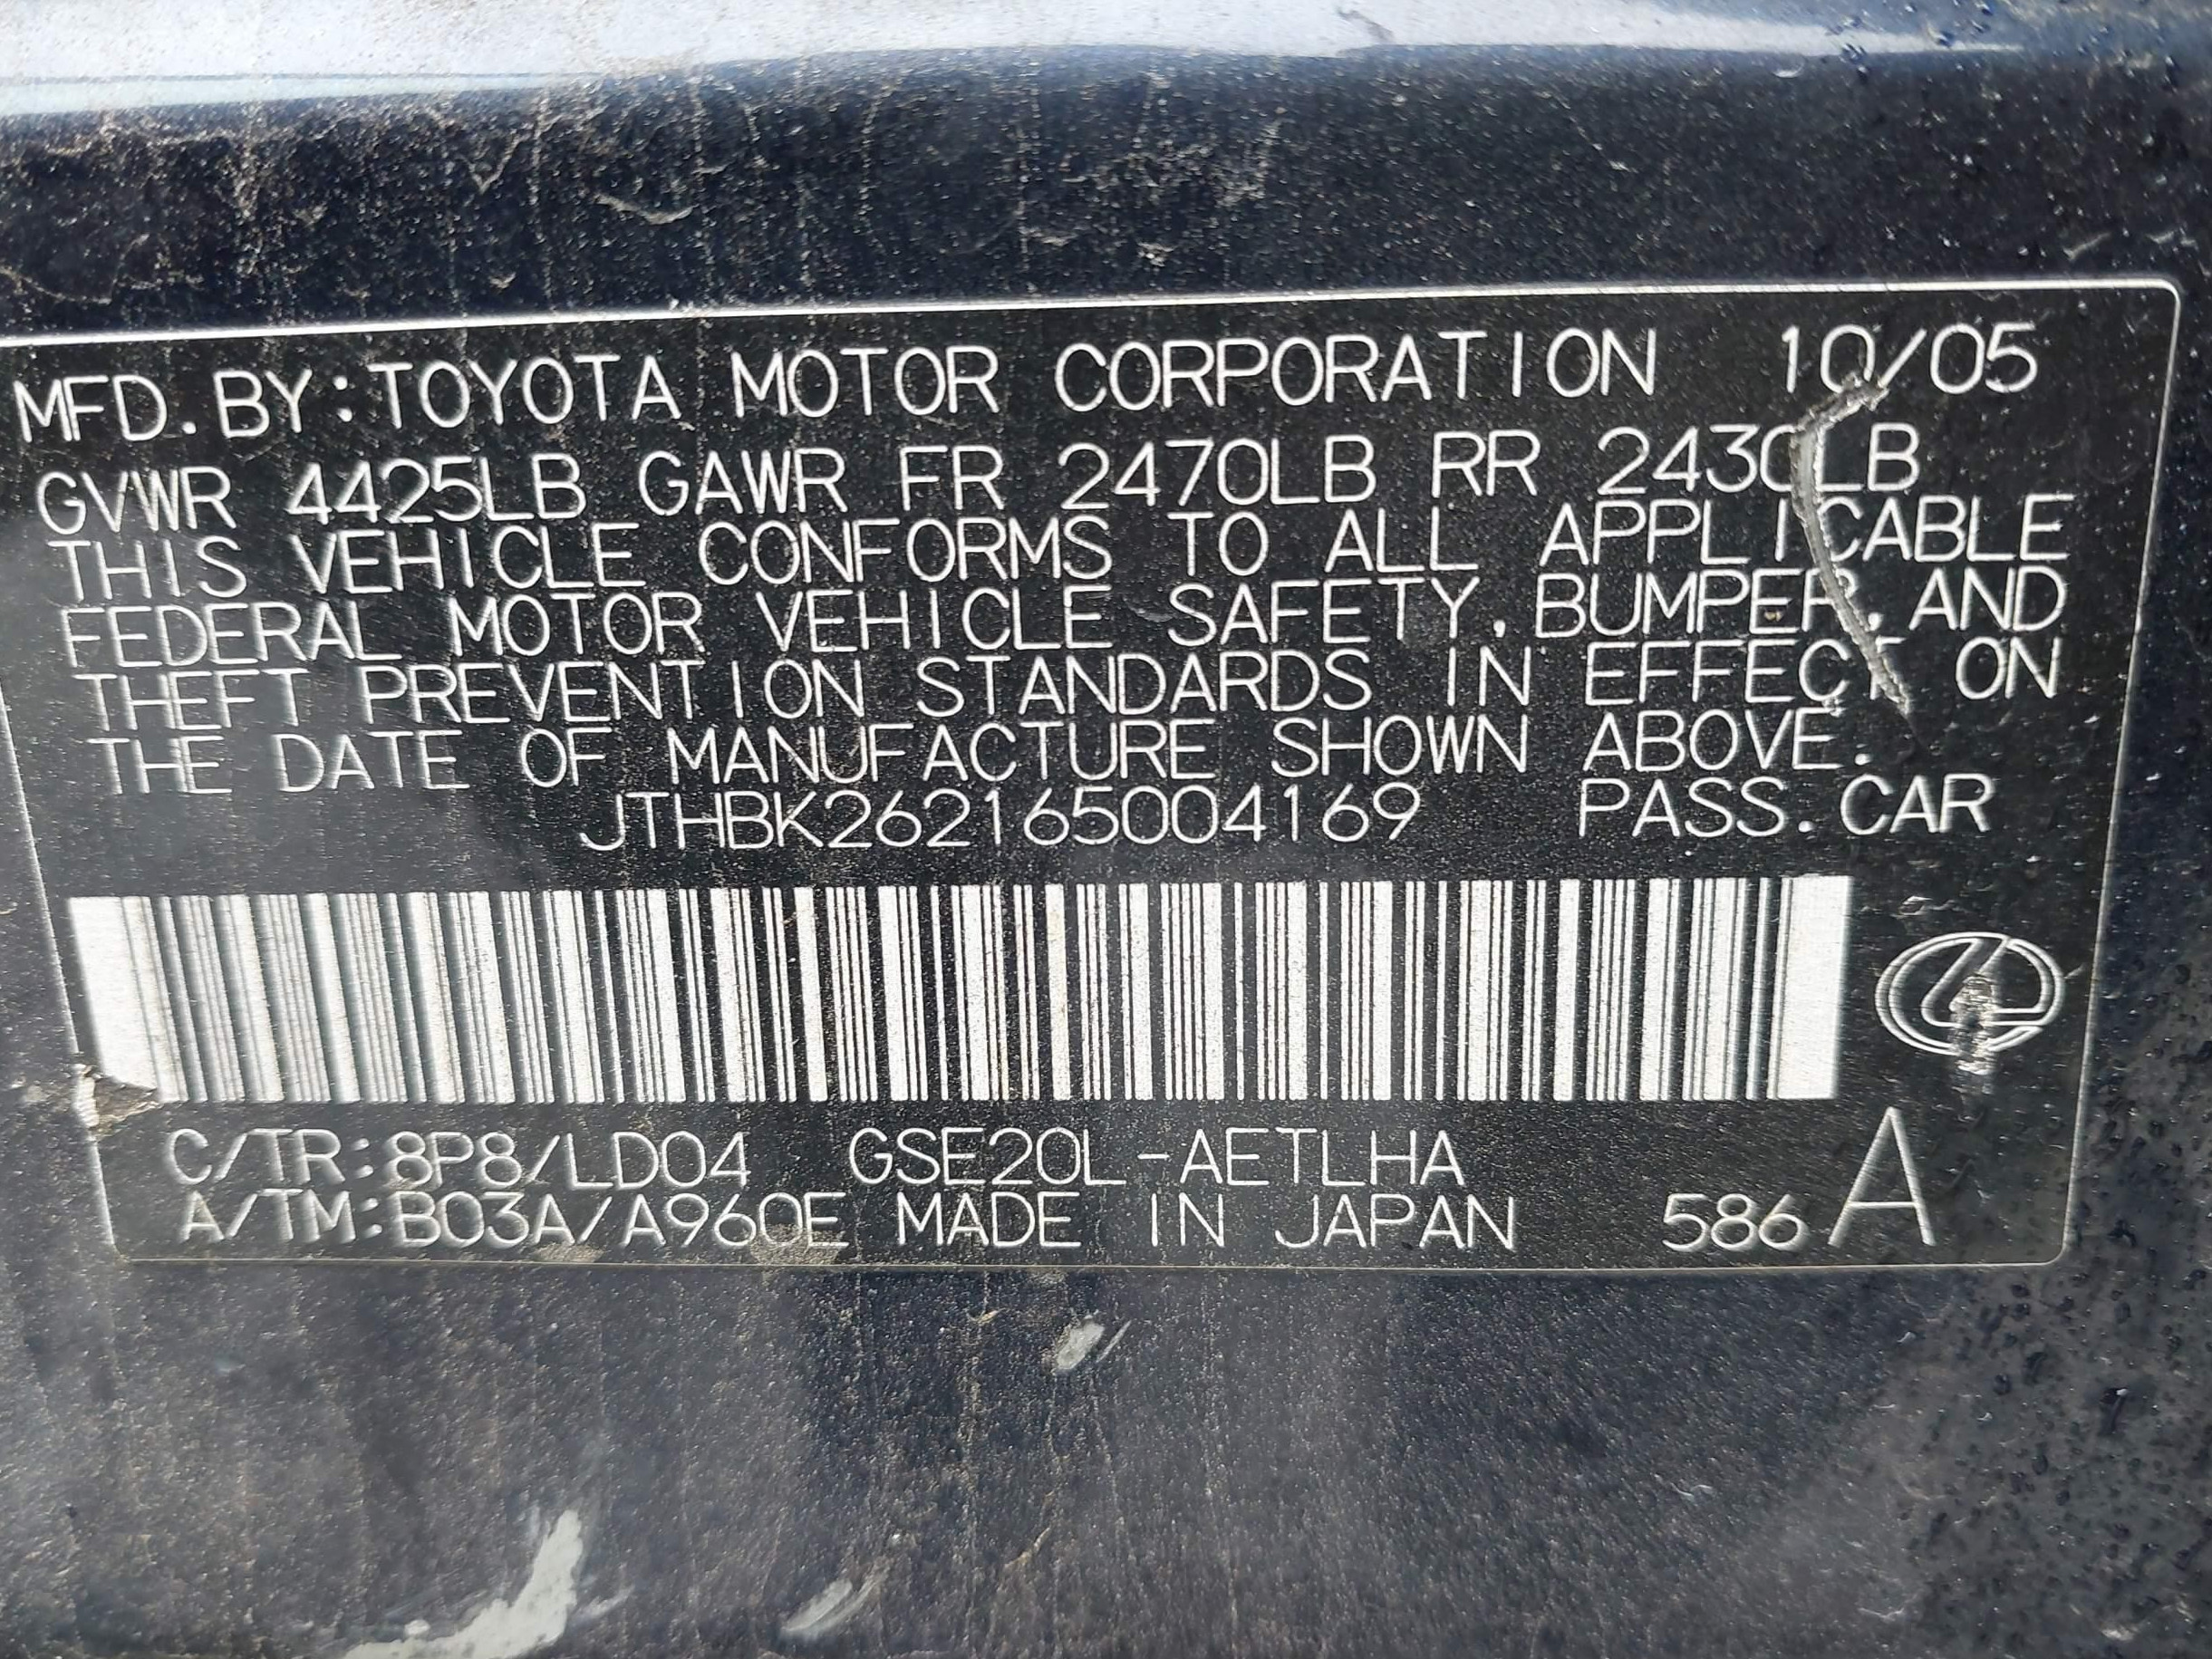 MFD. BY: TOYOTA MOTOR CORPORATION 10/05
GVWR 4425LB GAWR FR 2470LB RR 2430LB
THIS VEHICLE CONFORMS TO ALL APPLICABLE
FEDERAL MOTOR VEHICLE SAFETY, BUMPER, AND
THEFT PREVENTION STANDARDS IN EFFECT ON
THE DATE OF MANUFACTURE SHOWN ABOVE.
JTHBK262165004169 PASS. CAR
C/TR: 8P8/LD04 GSE20L-AETLHA
A/TM: B03A/A960E MADE IN JAPAN 586 A